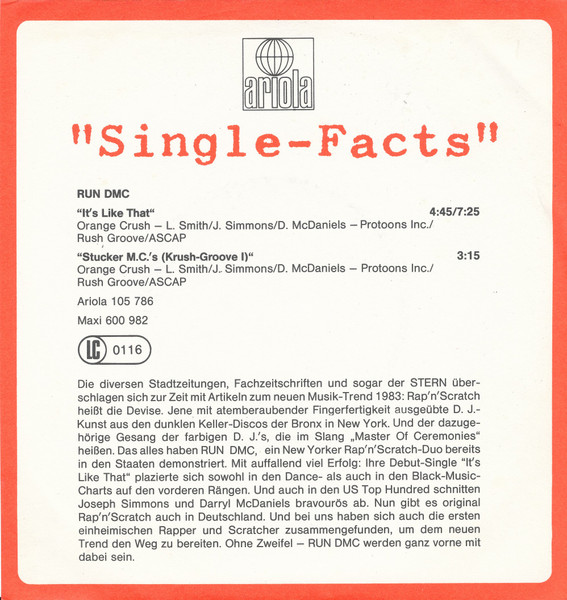 ariola
"Single-Facts"
RUN DMC
“It’s Like That“ 4:45/7:25
Orange Crush – L. Smith/J. Simmons/D. McDaniels – Protoons Inc./
Rush Groove/ASCAP
“Stucker M.C.’s (Krush-Groove I)“ 3:15
Orange Crush – L. Smith/J. Simmons/D. McDaniels – Protoons Inc./
Rush Groove/ASCAP
Ariola 105 786
Maxi 600 982
LC 0116
Die diversen Stadtzeitungen, Fachzeitschriften und sogar der STERN über-
schlagen sich zur Zeit mit Artikeln zum neuen Musik-Trend 1983: Rap’n’Scratch
heißt die Devise. Jene mit atemberaubender Fingerfertigkeit ausgeübte D. J.-
Kunst aus den dunklen Keller-Discos der Bronx in New York. Und der dazuge-
hörige Gesang der farbigen D. J.’s, die im Slang „Master Of Ceremonies“
heißen. Das alles haben RUN DMC, ein New Yorker Rap’n’Scratch-Duo bereits
in den Staaten demonstriert. Mit auffallend viel Erfolg: Ihre Debut-Single “It’s
Like That“ plazierte sich sowohl in den Dance- als auch in den Black-Music-
Charts auf den vorderen Rängen. Und auch in den US Top Hundred schnitten
Joseph Simmons und Darryl McDaniels bravourös ab. Nun gibt es original
Rap’n’Scratch auch in Deutschland. Und bei uns haben sich auch die ersten
einheimischen Rapper und Scratcher zusammengefunden, um dem neuen
Trend den Weg zu bereiten. Ohne Zweifel – RUN DMC werden ganz vorne mit
dabei sein.